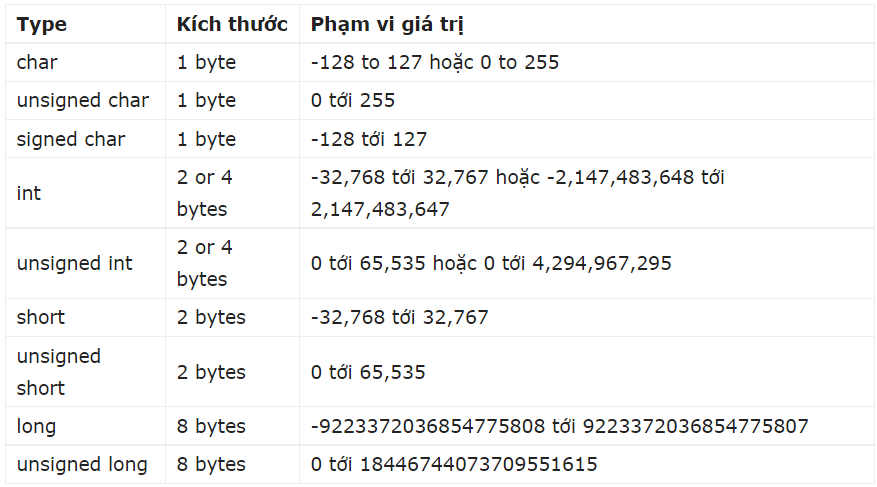 Type Kích thước Phạm vi giá trị
char 1 byte -128 to 127 hoặc 0 to 255
unsigned char 1 byte 0 tới 255
signed char 1 byte -128 tới 127
int 2 or 4 bytes -32,768 tới 32,767 hoặc -2,147,483,648 tới 2,147,483,647
unsigned int 2 or 4 bytes 0 tới 65,535 hoặc 0 tới 4,294,967,295
short 2 bytes -32,768 tới 32,767
unsigned short 2 bytes 0 tới 65,535
long 8 bytes -9223372036854775808 tới 9223372036854775807
unsigned long 8 bytes 0 tới 18446744073709551615